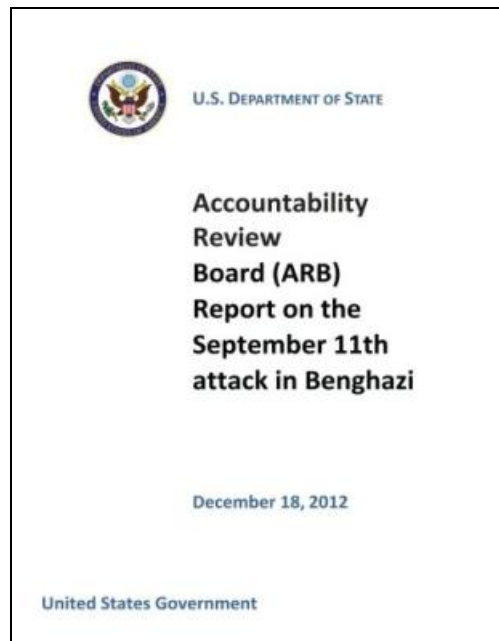 U.S. DEPARTMENT OF STATE
Accountability
Review
Board (ARB)
Report on the
September 11th
attack in Benghazi
December 18, 2012
United States Government